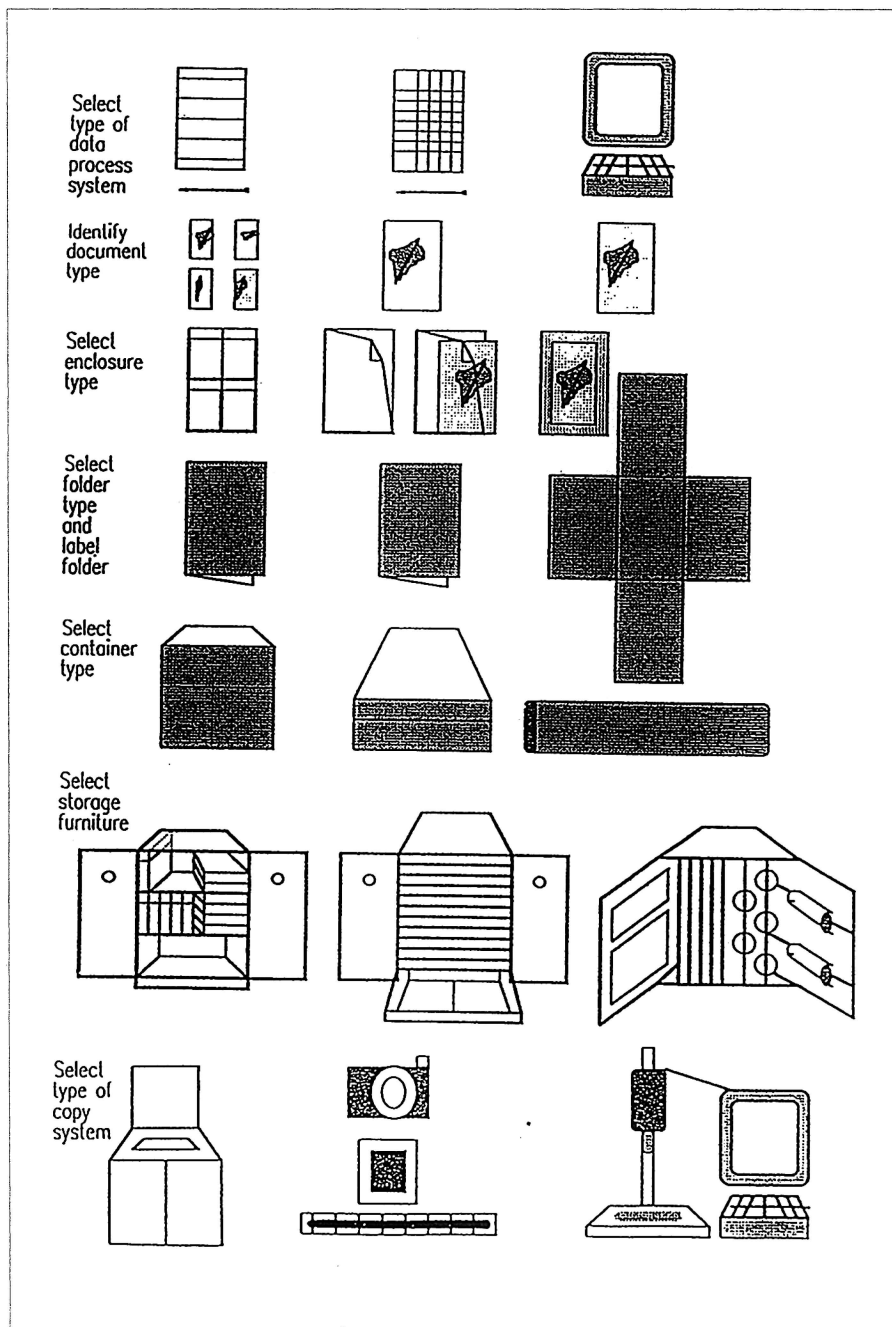 Select
type of
data
process
system
Identify
document
type
Select
enclosure
type
Select
folder
type
and
label
folder
Select
container
type
Select
storage
furniture
Select
type of
copy
system